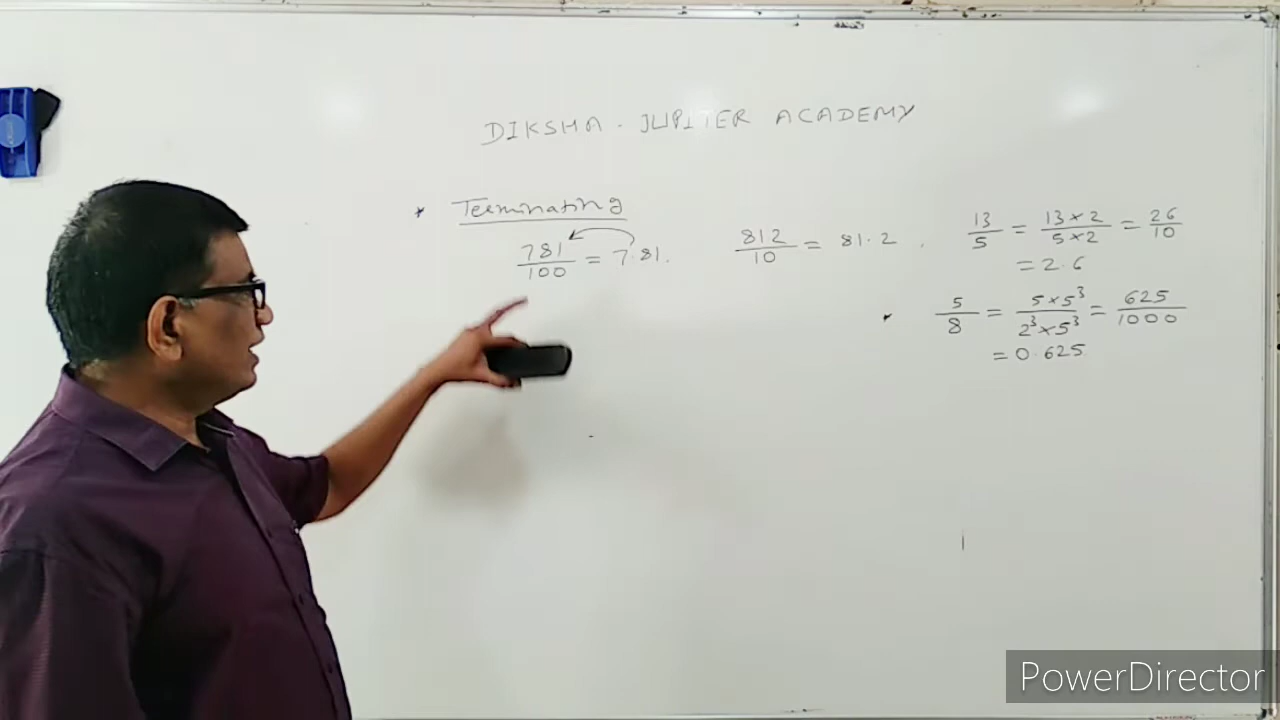 DIKSHA - JUPITER ACADEMY
* Terminating
781/100 = 7.81.
812/10 = 81.2
13/5 = 13×2/5×2 = 26/10
= 2.6
5/8 = 5×5³/2³×5³ = 625/1000
= 0.625
PowerDirector